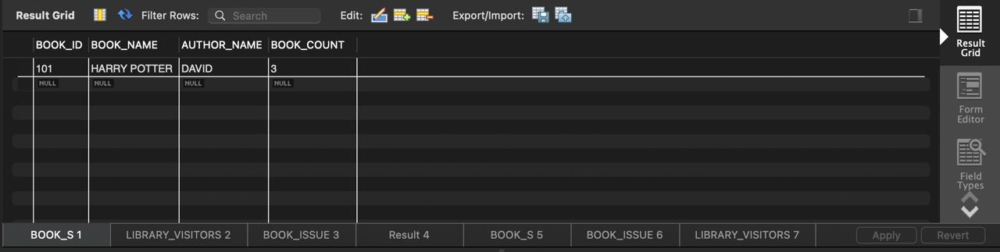 Result Grid Filter Rows: Search Edit: Export/Import:
BOOK_ID BOOK_NAME AUTHOR_NAME BOOK_COUNT
101 HARRY POTTER DAVID 3
NULL NULL NULL NULL
Result
Grid
Form
Editor
Field
Types
BOOK_S 1 LIBRARY_VISITORS 2 BOOK_ISSUE 3 Result 4 BOOK_S 5 BOOK_ISSUE 6 LIBRARY_VISITORS 7 Apply Revert